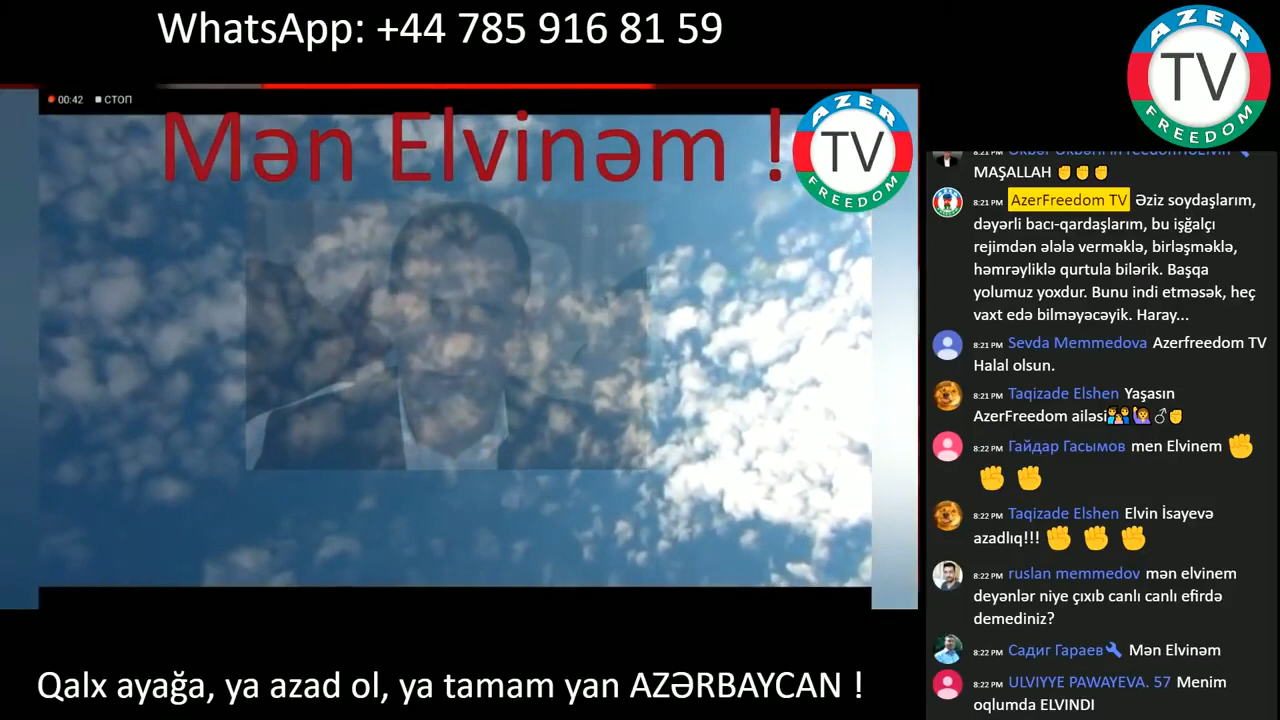 WhatsApp: +44 785 916 81 59
AZER
TV
FREEDOM
00:42 СТОП
Mən Elvinəm !
AZER
TV
FREEDOM
8:21 PM
MAŞALLAH ✊✊✊
8:21 PM AzerFreedom TV Əziz soydaşlarım,
dəyərli bacı-qardaşlarım, bu işğalçı
rejimdən ələlə verməklə, birləşməklə,
həmrəyliklə qurtula bilərik. Başqa
yolumuz yoxdur. Bunu indi etməsək, heç
vaxt edə bilməyəcəyik. Haray...
8:21 PM Sevda Memmedova Azerfreedom TV
Halal olsun.
8:21 PM Taqizade Elshen Yaşasın
AzerFreedom ailəsi
8:22 PM Гайдар Гасымов men Elvinem ✊
✊ ✊
8:22 PM Taqizade Elshen Elvin İsayevə
azadlıq!!! ✊ ✊ ✊
8:22 PM ruslan memmedov mən elvinem
deyənlər niye çıxıb canlı canlı efirdə
demediniz?
8:22 PM Садиг Гараев Mən Elvinəm
8:22 PM ULVIYYE PAWAYEVA. 57 Menim
oqlumda ELVINDI
Qalx ayağa, ya azad ol, ya tamam yan AZƏRBAYCAN !